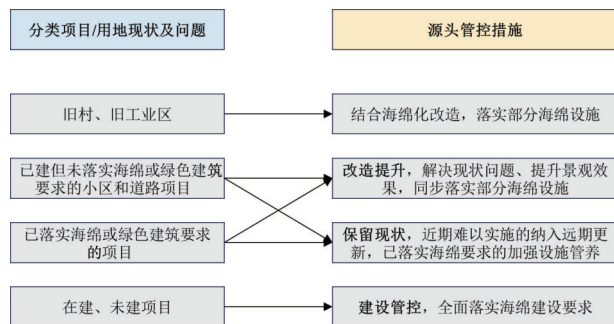 分类项目/用地现状及问题
源头管控措施
旧村、旧工业区
结合海绵化改造，落实部分海绵设施
已建但未落实海绵或绿色建筑
要求的小区和道路项目
改造提升，解决现状问题、提升景观效
果，同步落实部分海绵设施
已落实海绵或绿色建筑要求
的项目
保留现状，近期难以实施的纳入远期更
新，已落实海绵要求的加强设施管养
在建、未建项目
建设管控，全面落实海绵建设要求